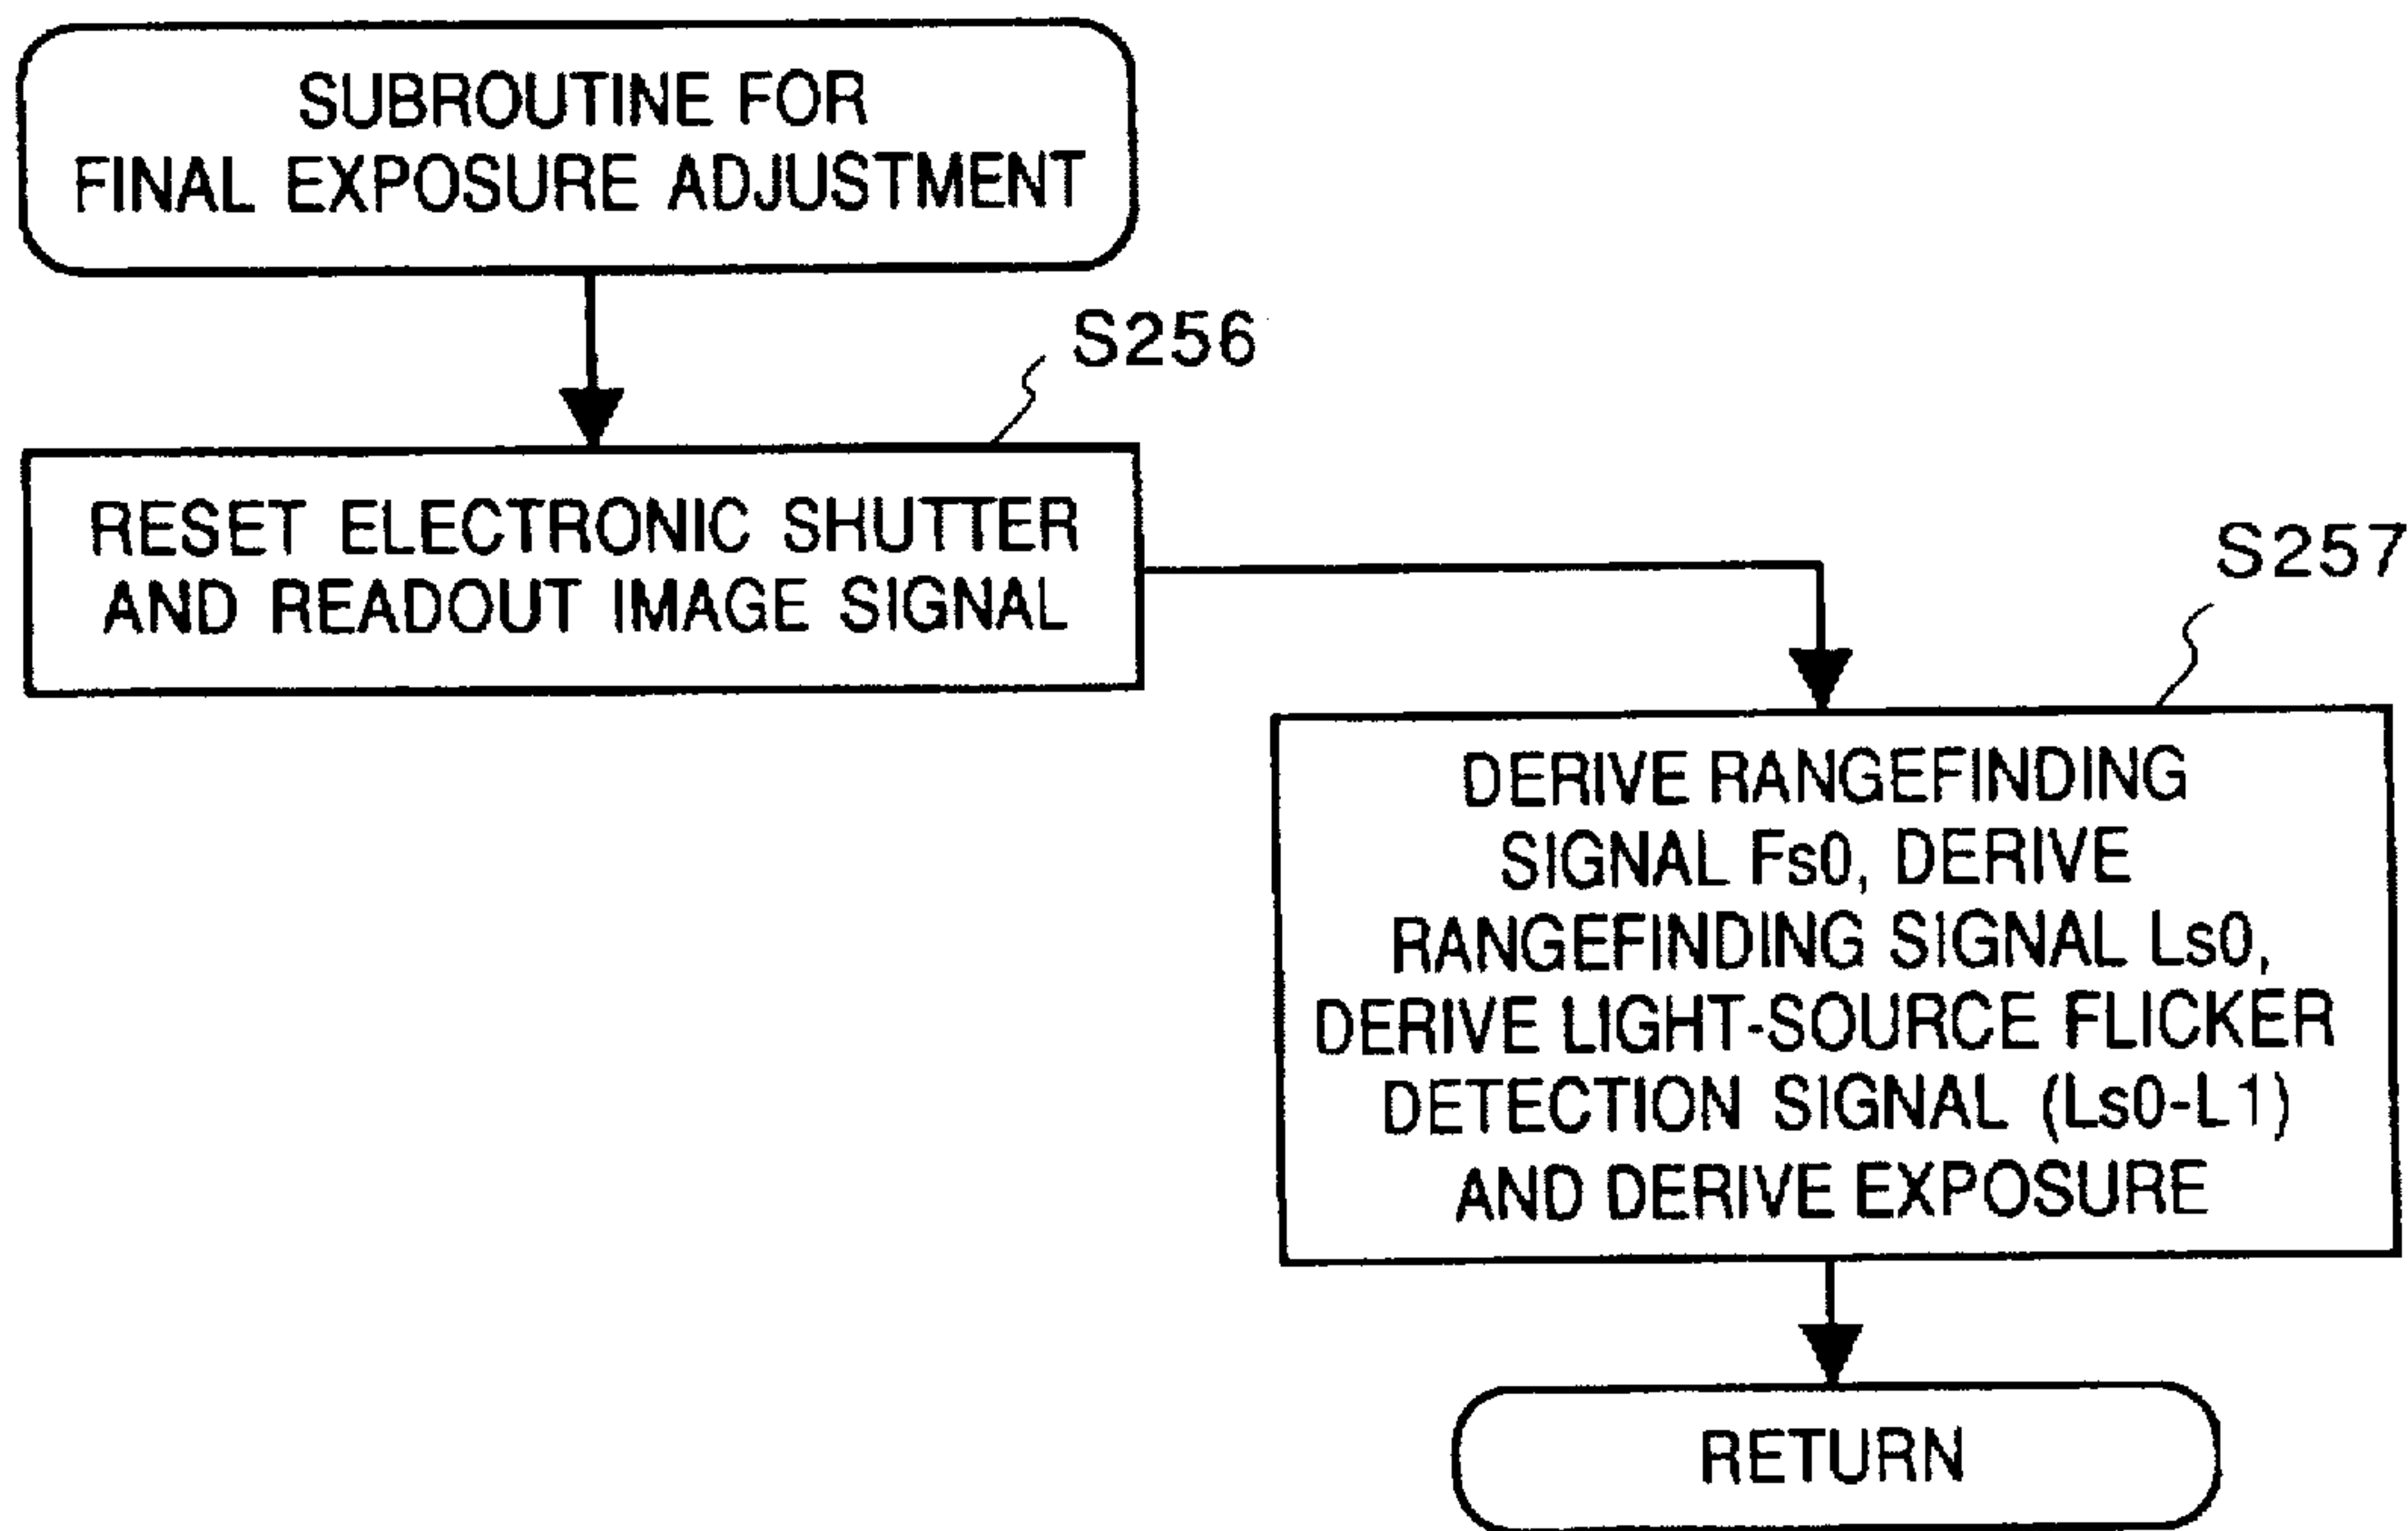 SUBROUTINE FOR
FINAL EXPOSURE ADJUSTMENT
S256
RESET ELECTRONIC SHUTTER
AND READOUT IMAGE SIGNAL
S257
DERIVE RANGEFINDING
SIGNAL Fs0, DERIVE
RANGEFINDING SIGNAL Ls0,
DERIVE LIGHT-SOURCE FLICKER
DETECTION SIGNAL (Ls0-L1)
AND DERIVE EXPOSURE
RETURN